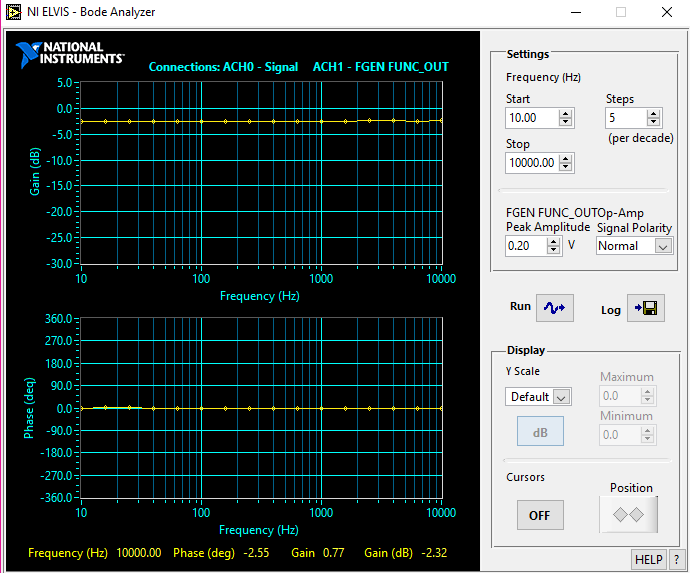 NI ELVIS - Bode Analyzer
NATIONAL
INSTRUMENTS™
Connections: ACH0 - Signal ACH1 - FGEN FUNC_OUT
5.0
0.0
-5.0
-10.0
-15.0
-20.0
-25.0
-30.0
Gain (dB)
10 100 1000 10000
Frequency (Hz)
360.0
270.0
180.0
90.0
0.0
-90.0
-180.0
-270.0
-360.0
Phase (deg)
10 100 1000 10000
Frequency (Hz)
Frequency (Hz) 10000.00 Phase (deg) -2.55 Gain 0.77 Gain (dB) -2.32
Settings
Frequency (Hz)
Start Steps
10.00 5
(per decade)
Stop
10000.00
FGEN FUNC_OUT Op-Amp
Peak Amplitude Signal Polarity
0.20 V Normal
Run Log
Display
Y Scale Maximum
Default 0.0
Minimum
dB 0.0
Cursors Position
OFF
HELP ?